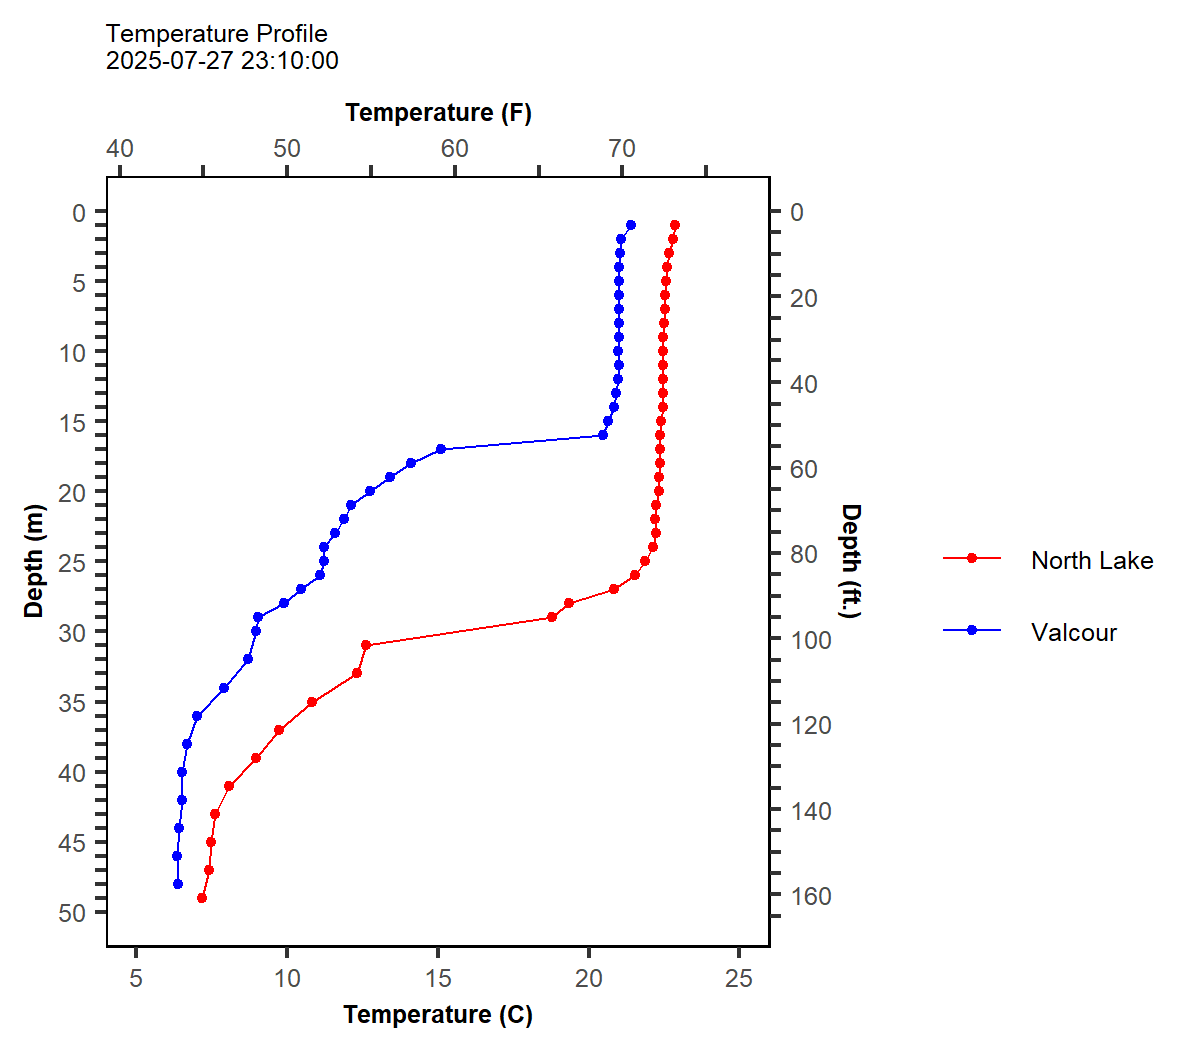 Temperature Profile
2025-07-27 23:10:00
Temperature (F)
40 50 60 70
0
5
10
15
20
25
30
35
40
45
50
Depth (m)
0
20
40
60
80
100
120
140
160
Depth (ft.)
North Lake
Valcour
5 10 15 20 25
Temperature (C)